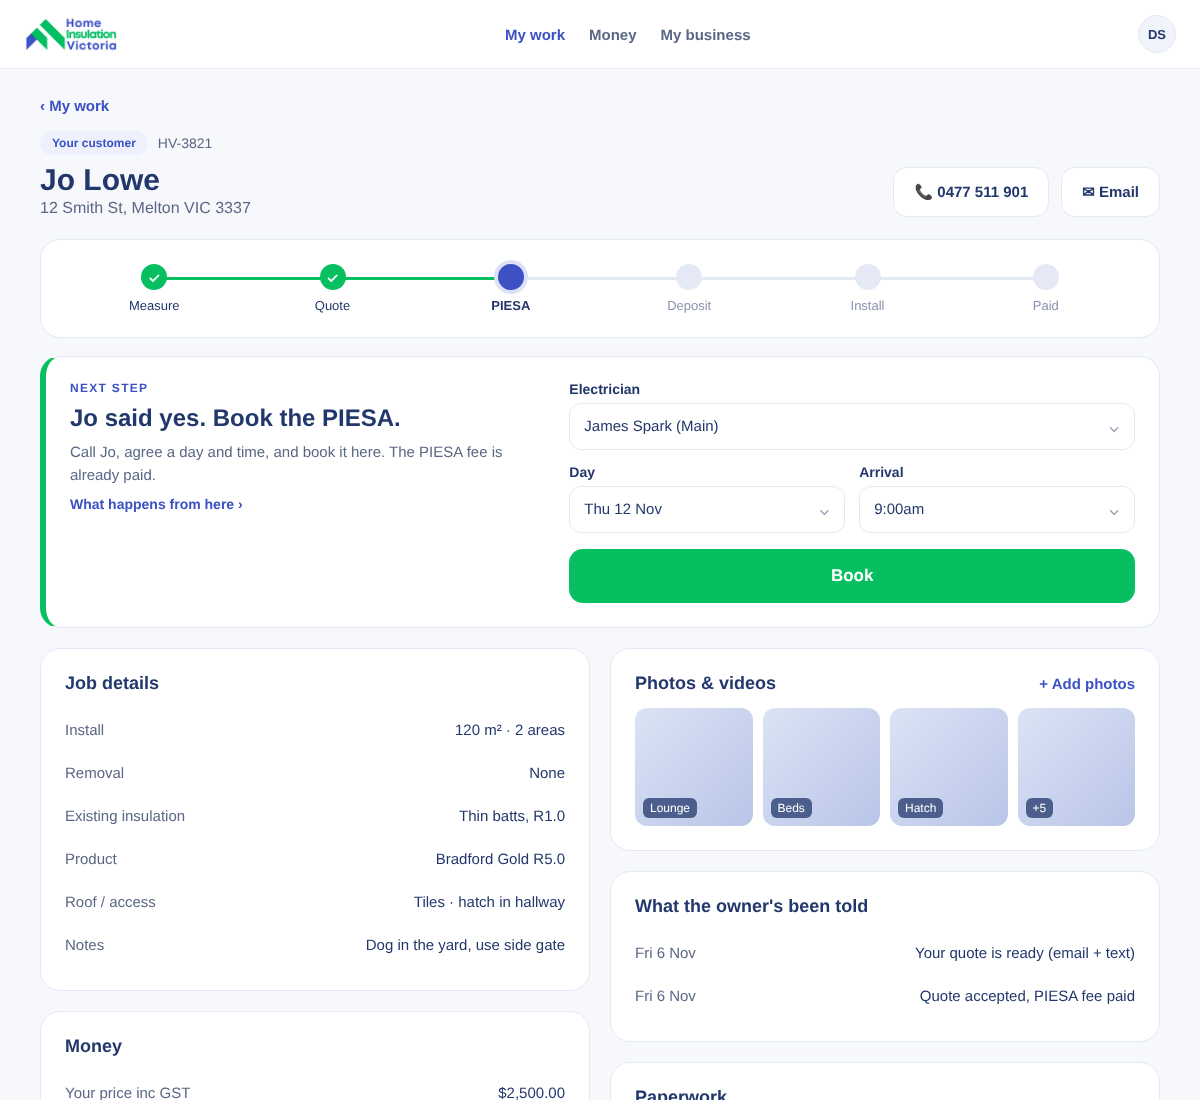 Home
Insulation
Victoria
My work
Money
My business
DS
‹ My work
Your customer
HV-3821
Jo Lowe
12 Smith St, Melton VIC 3337
0477 511 901
Email
Measure
Quote
PIESA
Deposit
Install
Paid
NEXT STEP
Jo said yes. Book the PIESA.
Call Jo, agree a day and time, and book it here. The PIESA fee is
already paid.
What happens from here ›
Electrician
James Spark (Main)
Day
Arrival
Thu 12 Nov
9:00am
Book
Job details
Install
120 m² · 2 areas
Removal
None
Existing insulation
Thin batts, R1.0
Product
Bradford Gold R5.0
Roof / access
Tiles · hatch in hallway
Notes
Dog in the yard, use side gate
Money
Your price inc GST
$2,500.00
Photos & videos
+ Add photos
Lounge
Beds
Hatch
+5
What the owner's been told
Fri 6 Nov
Your quote is ready (email + text)
Fri 6 Nov
Quote accepted, PIESA fee paid
Paperwork